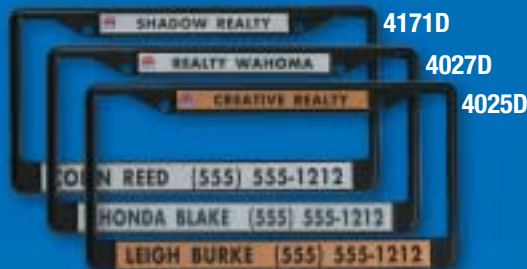 SHADOW REALTY
4171D
REALTY WAHOMA
4027D
CREATIVE REALTY
4025D
REED (555) 555-1212
HONDA BLAKE (555) 555-1212
LEIGH BURKE (555) 555-1212